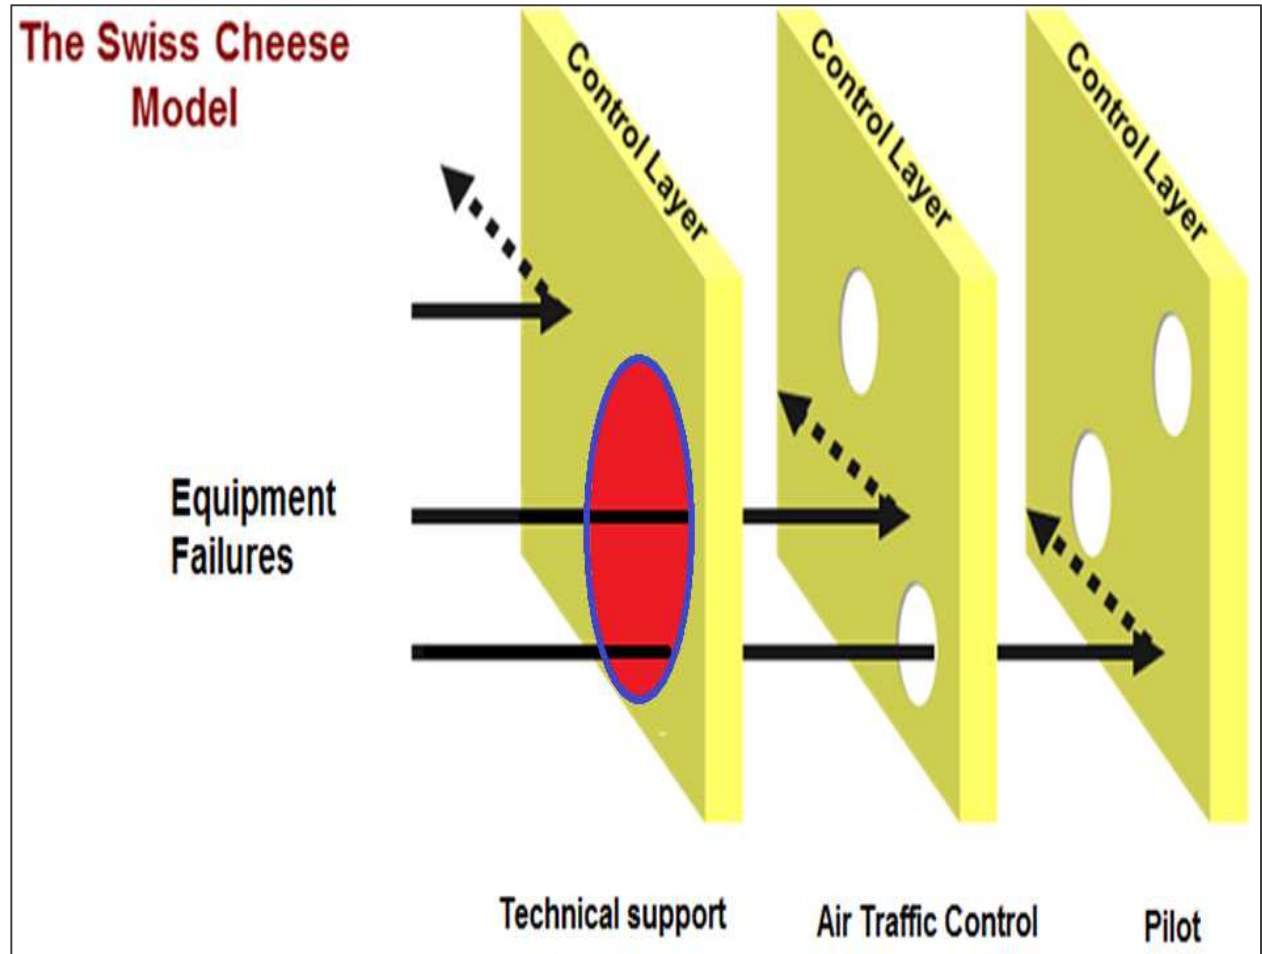 The Swiss Cheese
Model
Control Layer
Control Layer
Control Layer
Equipment
Failures
Technical support
Air Traffic Control
Pilot